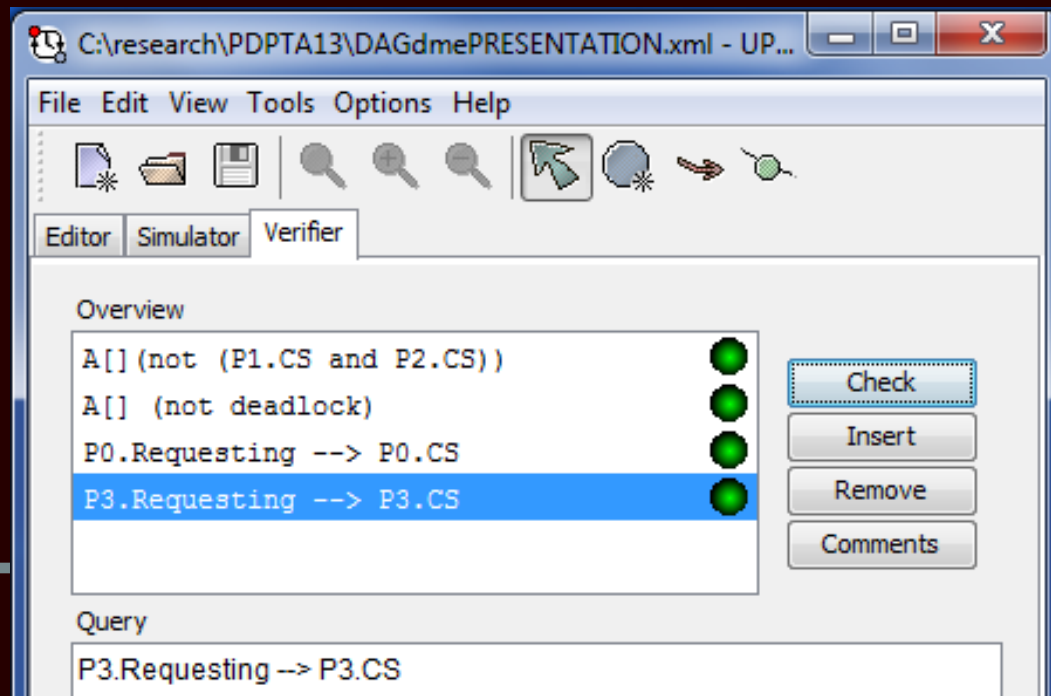 C:\research\PDPTA13\DAGdmePRESENTATION.xml - UP...
File Edit View Tools Options Help
Editor Simulator Verifier
Overview
A[](not (P1.CS and P2.CS))
A[] (not deadlock)
P0.Requesting --> P0.CS
P3.Requesting --> P3.CS
Check
Insert
Remove
Comments
Query
P3.Requesting --> P3.CS